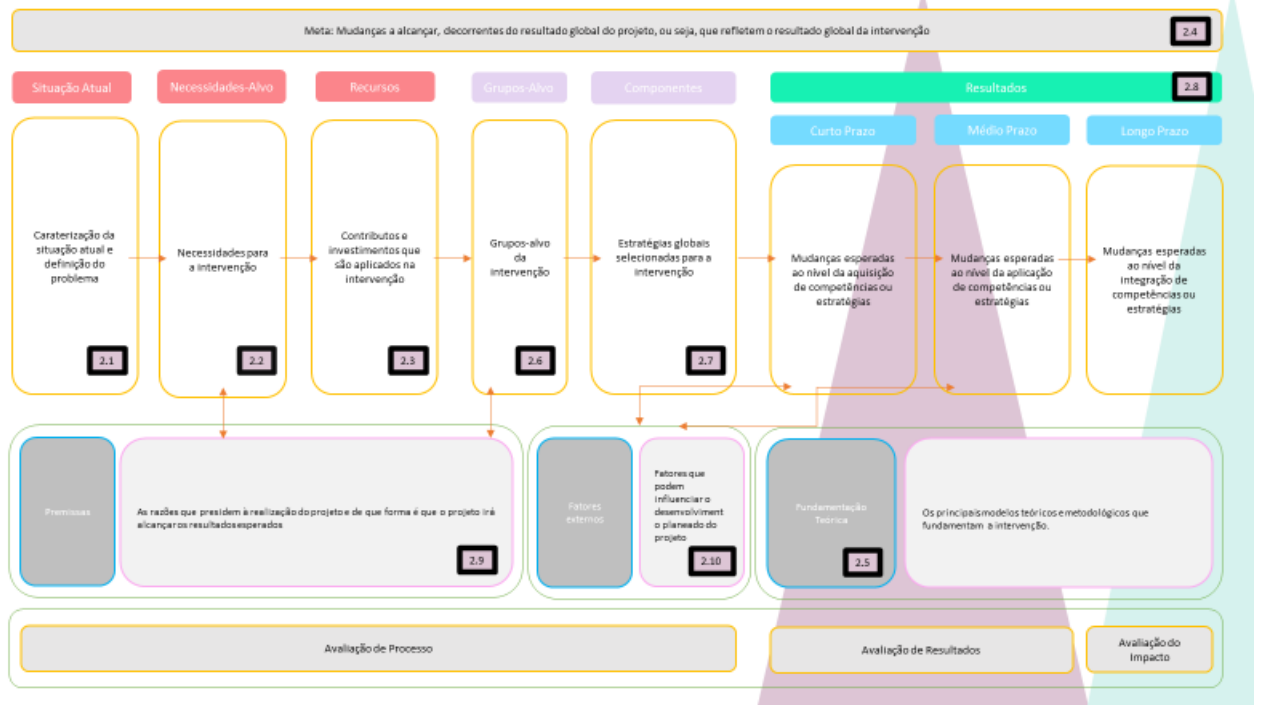 Meta: Mudanças a alcançar, decorrentes do resultado global do projeto, ou seja, que refletem o resultado global da intervenção
2.4
Situação Atual
Necessidades-Alvo
Recursos
Grupos-Alvo
Componentes
Resultados
2.8
Curto Prazo
Médio Prazo
Longo Prazo
Caraterização da
situação atual e
definição do
problema
2.1
Necessidades para
a intervenção
2.2
Contributos e
investimentos que
são aplicados na
intervenção
2.3
Grupos-alvo
da
intervenção
2.6
Estratégias globais
selecionadas para a
intervenção
2.7
Mudanças esperadas
ao nível da aquisição
de competências ou
estratégias
Mudanças esperadas
ao nível da aplicação
de competências ou
estratégias
Mudanças esperadas
ao nível da
integração de
competências ou
estratégias
Premissas
As razões que presidem à realização do projeto e de que forma é que o projeto irá
alcançar os resultados esperados
2.9
Fatores
externos
Fatores que
podem
influenciar o
desenvolviment
o planeado do
projeto
2.10
Fundamentação
Teórica
2.5
Os principais modelos teóricos e metodológicos que
fundamentam a intervenção.
Avaliação de Processo
Avaliação de Resultados
Avaliação do
Impacto